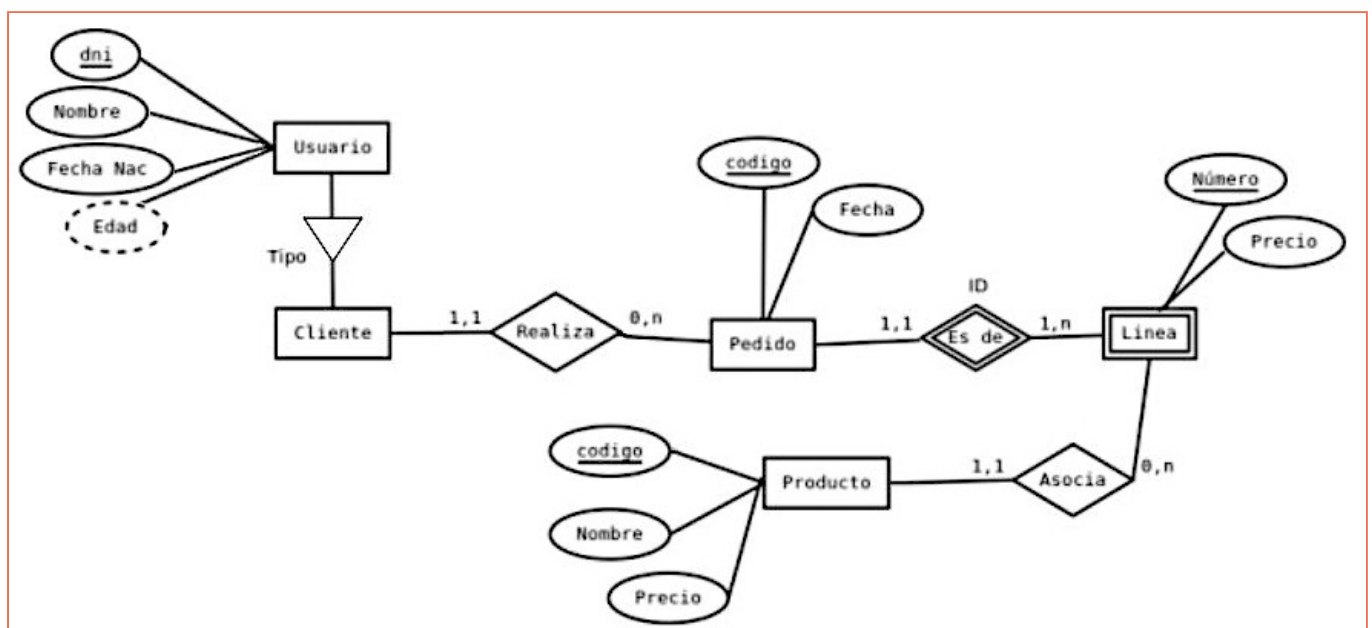 dni
Nombre
Fecha Nac
Edad
Usuario
Tipo
Cliente
1,1
Realiza
0,n
codigo
Fecha
Pedido
1,1
ID
Es de
1,n
Número
Precio
Linea
codigo
Nombre
Precio
Producto
1,1
Asocia
0,n